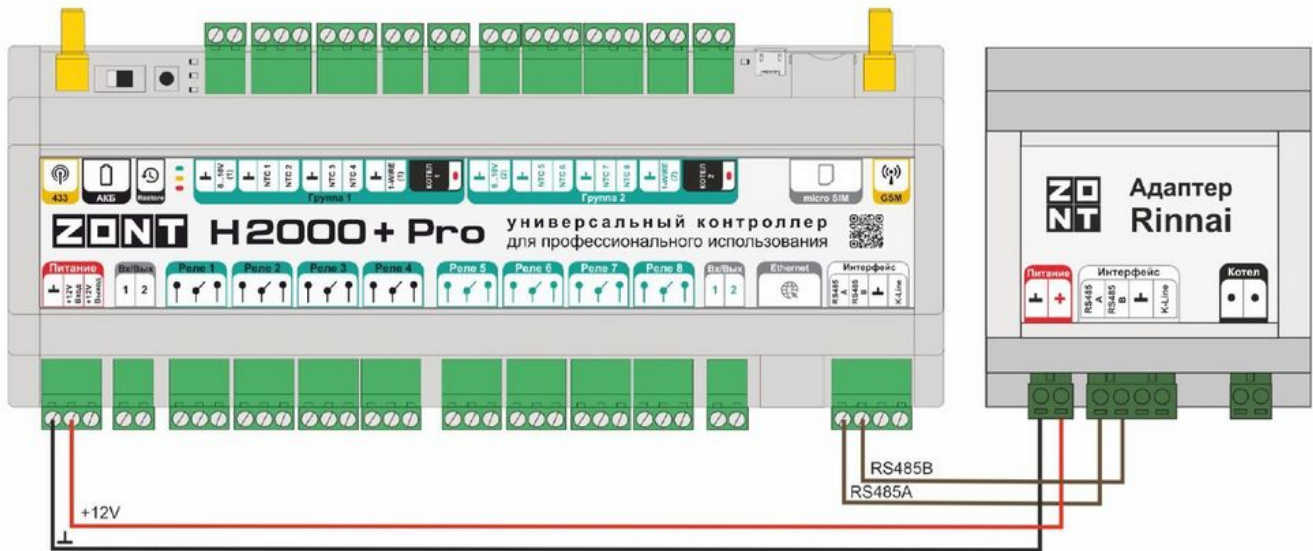 433
АКБ
Restore
0...10V (1)
NTC 1
NTC 2
NTC 3
NTC 4
1-WIRE (1)
КОТЕЛ 1
Группа 1
0...10V (2)
NTC 5
NTC 6
NTC 7
NTC 8
1-WIRE (2)
КОТЕЛ 2
Группа 2
micro SIM
GSM
ZONT H2000+ Pro
универсальный контроллер
для профессионального использования
Питание
+12V Вход
+12V Выход
Вх/Вых
1 2
Реле 1
Реле 2
Реле 3
Реле 4
Реле 5
Реле 6
Реле 7
Реле 8
Вх/Вых
1 2
Ethernet
Интерфейс
RS485 A
RS485 B
K-Line
ZONT
Адаптер
Rinnai
Питание
+
Интерфейс
RS485 A
RS485 B
K-Line
Котел
RS485B
RS485A
+12V